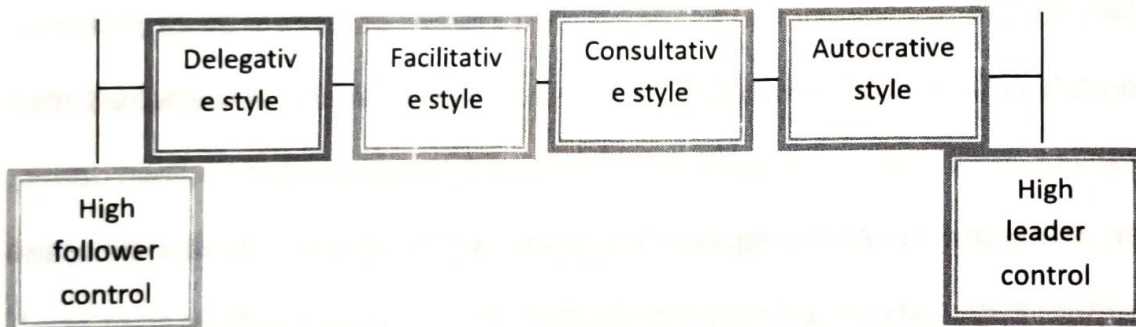 Delegativ
e style
Facilitativ
e style
Consultativ
e style
Autocrative
style
High
follower
control
High
leader
control